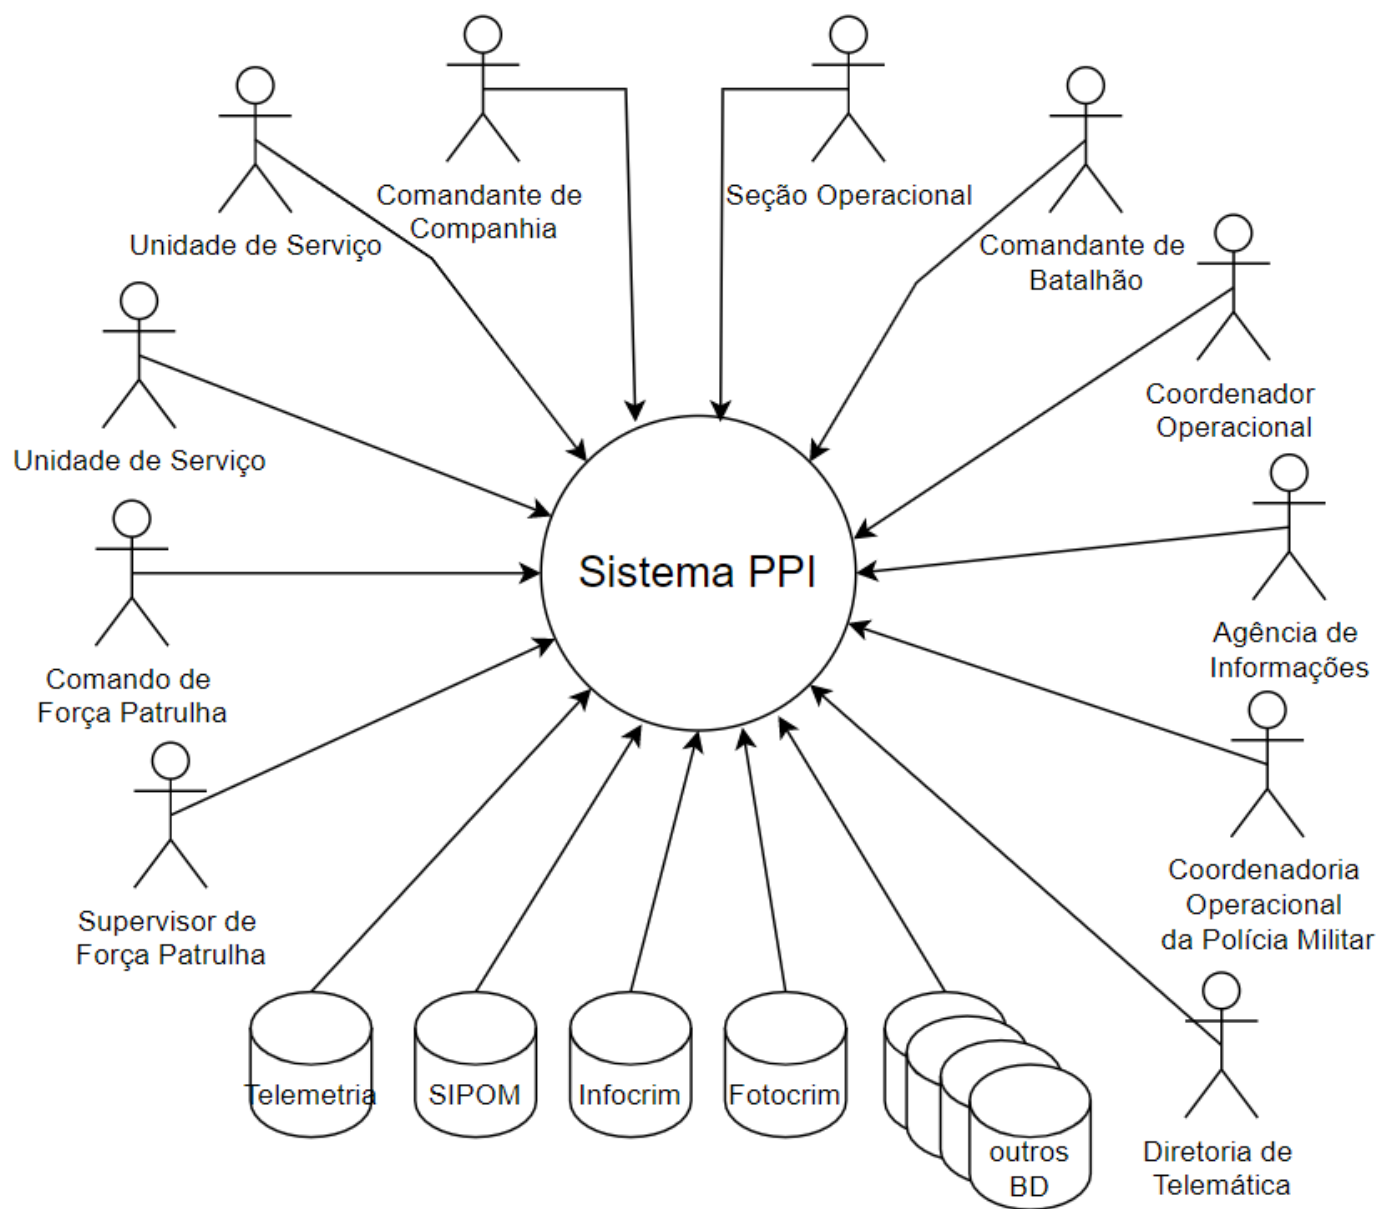 Comandante de
Companhia
Seção Operacional
Unidade de Serviço
Comandante de
Batalhão
Coordenador
Operacional
Unidade de Serviço
Sistema PPI
Agência de
Informações
Comando de
Força Patrulha
Coordenadoria
Operacional
da Polícia Militar
Supervisor de
Força Patrulha
Telemetria
SIPOM
Infocrim
Fotocrim
outros
BD
Diretoria de
Telemática